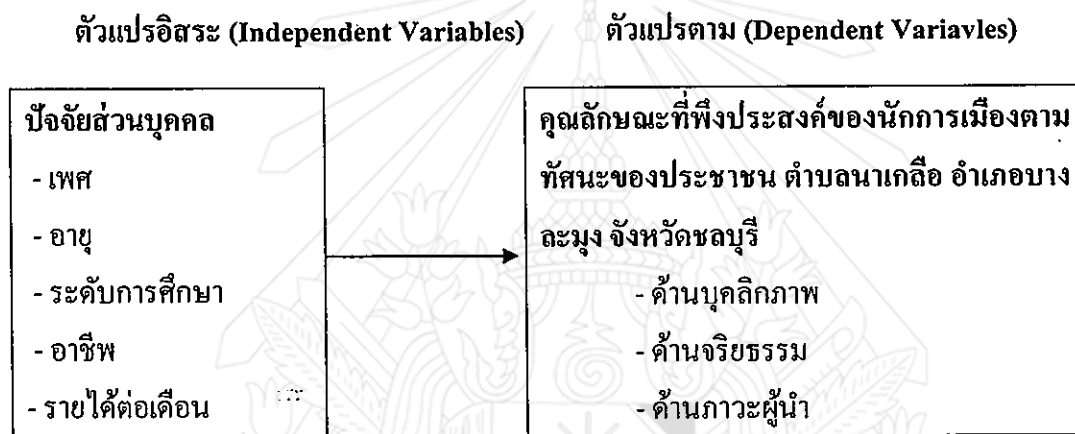 ตัวแปรอิสระ (Independent Variables) ตัวแปรตาม (Dependent Variavles)
ปัจจัยส่วนบุคคล
- เพศ
- อายุ
- ระดับการศึกษา
- อาชีพ
- รายได้ต่อเดือน
คุณลักษณะที่พึงประสงค์ของนักการเมืองตาม
ทัศนะของประชาชน ตำบลนาเกลือ อำเภอบาง
ละมุง จังหวัดชลบุรี
- ด้านบุคลิกภาพ
- ด้านจริยธรรม
- ด้านภาวะผู้นำ